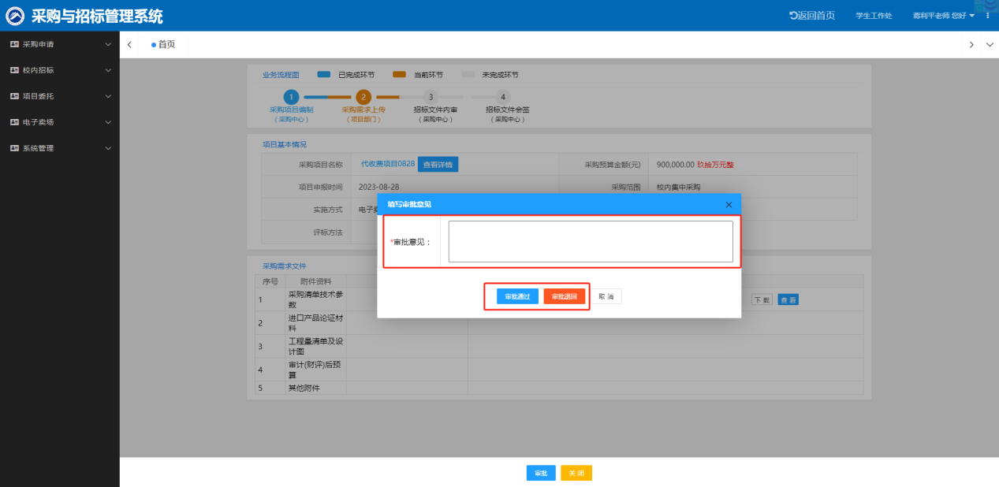 采购与招标管理系统
返回首页 学生工作处 蒋利平老师 您好
采购申请
校内招标
项目委托
电子卖场
系统管理
首页
业务流程图 已完成环节 当前环节 未完成环节
1 2 3 4
采购项目编制 采购需求上传 招标文件内审 招标文件会签
(采购中心) (项目部门) (采购中心) (采购中心)
项目基本情况
采购项目名称 代收费项目0828 查看详情 采购预算金额(元) 900,000.00 玖拾万元整
项目申报时间 2023-08-28 采购范围 校内集中采购
实施方式 电子
评标方法
填写审批意见
*审批意见：
审批通过 审批退回 取 消
采购需求文件
序号 附件资料
1 采购清单技术参数 下 载 查 看
2 进口产品论证材料
3 工程量清单及设计图
4 审计(财评)后预算
5 其他附件
审批 关 闭